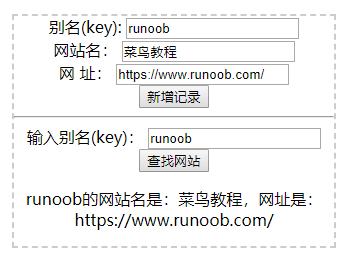 别名(key): runoob
网站名： 菜鸟教程
网 址： https://www.runoob.com/
新增记录
输入别名(key)： runoob
查找网站
runoob的网站名是：菜鸟教程，网址是：
https://www.runoob.com/